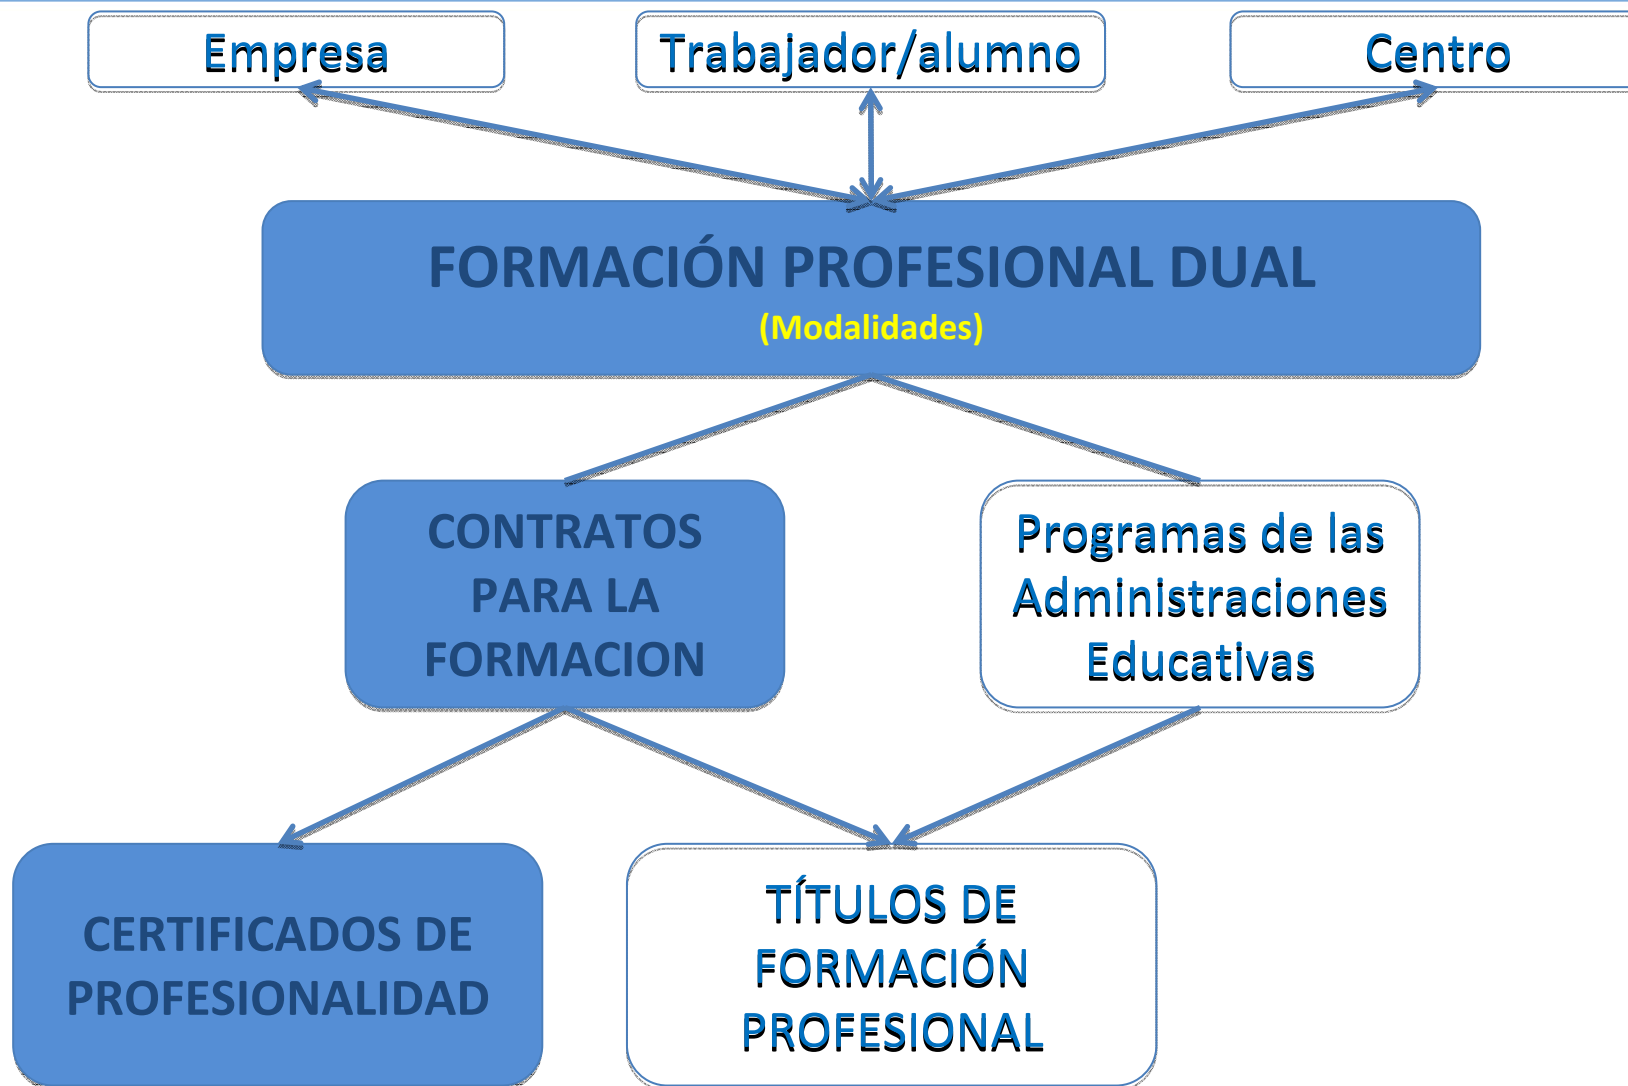 Empresa
Trabajador/alumno
Centro
FORMACIÓN PROFESIONAL DUAL
(Modalidades)
CONTRATOS
PARA LA
FORMACION
Programas de las
Administraciones
Educativas
CERTIFICADOS DE
PROFESIONALIDAD
TÍTULOS DE
FORMACIÓN
PROFESIONAL